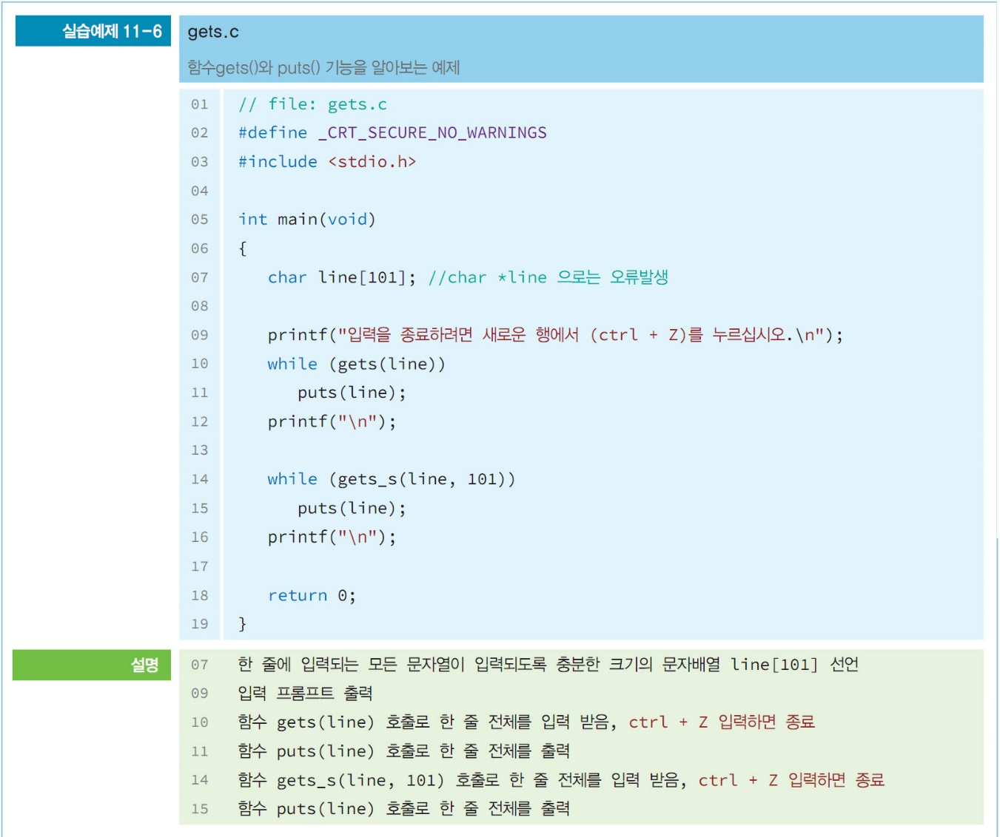 실습예제 11-6
gets.c
함수gets()와 puts() 기능을 알아보는 예제
01 // file: gets.c
02 #define _CRT_SECURE_NO_WARNINGS
03 #include <stdio.h>
04
05 int main(void)
06 {
07    char line[101]; //char *line 으로는 오류발생
08
09    printf("입력을 종료하려면 새로운 행에서 (ctrl + Z)를 누르십시오.\n");
10    while (gets(line))
11       puts(line);
12    printf("\n");
13
14    while (gets_s(line, 101))
15       puts(line);
16    printf("\n");
17
18    return 0;
19 }
설명
07 한 줄에 입력되는 모든 문자열이 입력되도록 충분한 크기의 문자배열 line[101] 선언
09 입력 프롬프트 출력
10 함수 gets(line) 호출로 한 줄 전체를 입력 받음, ctrl + Z 입력하면 종료
11 함수 puts(line) 호출로 한 줄 전체를 출력
14 함수 gets_s(line, 101) 호출로 한 줄 전체를 입력 받음, ctrl + Z 입력하면 종료
15 함수 puts(line) 호출로 한 줄 전체를 출력